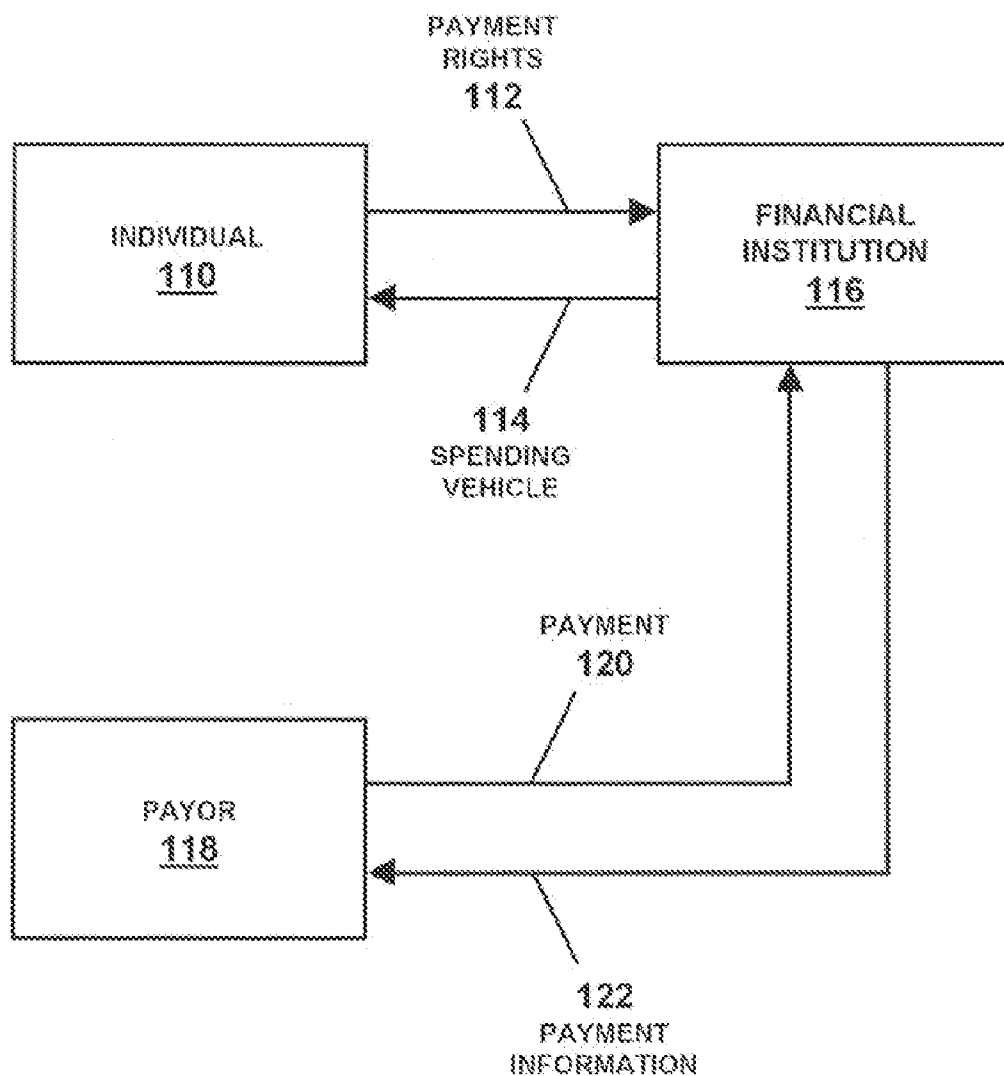 PAYMENT
RIGHTS
112
INDIVIDUAL
110
FINANCIAL
INSTITUTION
116
114
SPENDING
VEHICLE
PAYMENT
120
PAYOR
118
122
PAYMENT
INFORMATION